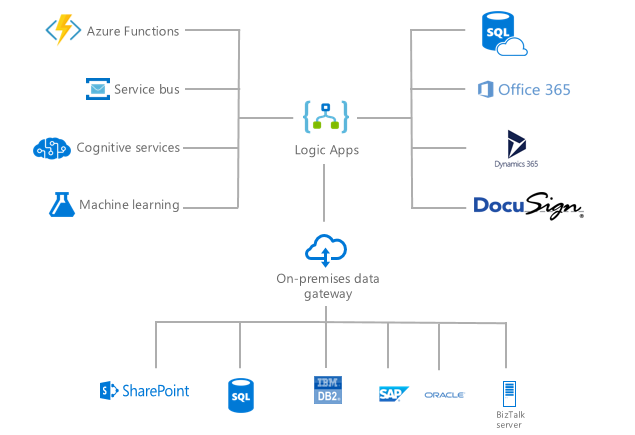 Azure Functions
Service bus
Cognitive services
Machine learning
Logic Apps
SQL
Office 365
Dynamics 365
DocuSign®
On-premises data
gateway
S
SharePoint
SQL
IBM
DB2.
SAP
ORACLE
BizTalk
server